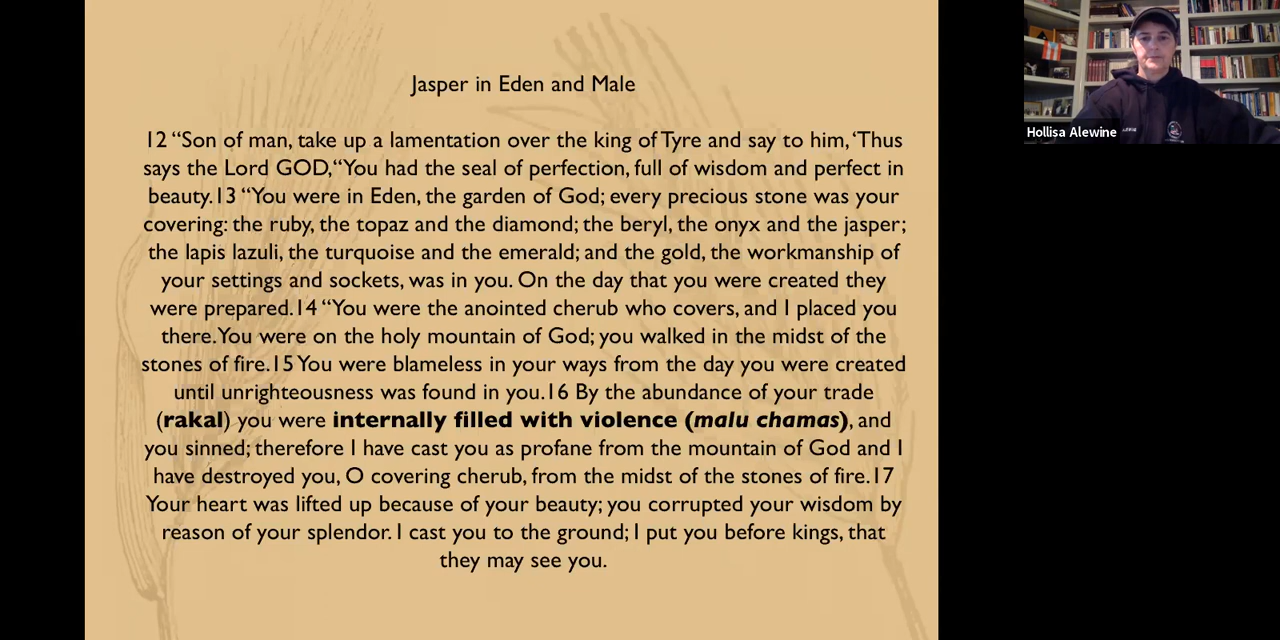 Jasper in Eden and Male
12 “Son of man, take up a lamentation over the king of Tyre and say to him, ‘Thus
says the Lord GOD, “You had the seal of perfection, full of wisdom and perfect in
beauty. 13 “You were in Eden, the garden of God; every precious stone was your
covering: the ruby, the topaz and the diamond; the beryl, the onyx and the jasper;
the lapis lazuli, the turquoise and the emerald; and the gold, the workmanship of
your settings and sockets, was in you. On the day that you were created they
were prepared. 14 “You were the anointed cherub who covers, and I placed you
there. You were on the holy mountain of God; you walked in the midst of the
stones of fire. 15 You were blameless in your ways from the day you were created
until unrighteousness was found in you. 16 By the abundance of your trade
(rakal) you were internally filled with violence (malu chamas), and
you sinned; therefore I have cast you as profane from the mountain of God and I
have destroyed you, O covering cherub, from the midst of the stones of fire. 17
Your heart was lifted up because of your beauty; you corrupted your wisdom by
reason of your splendor. I cast you to the ground; I put you before kings, that
they may see you.
Hollisa Alewine